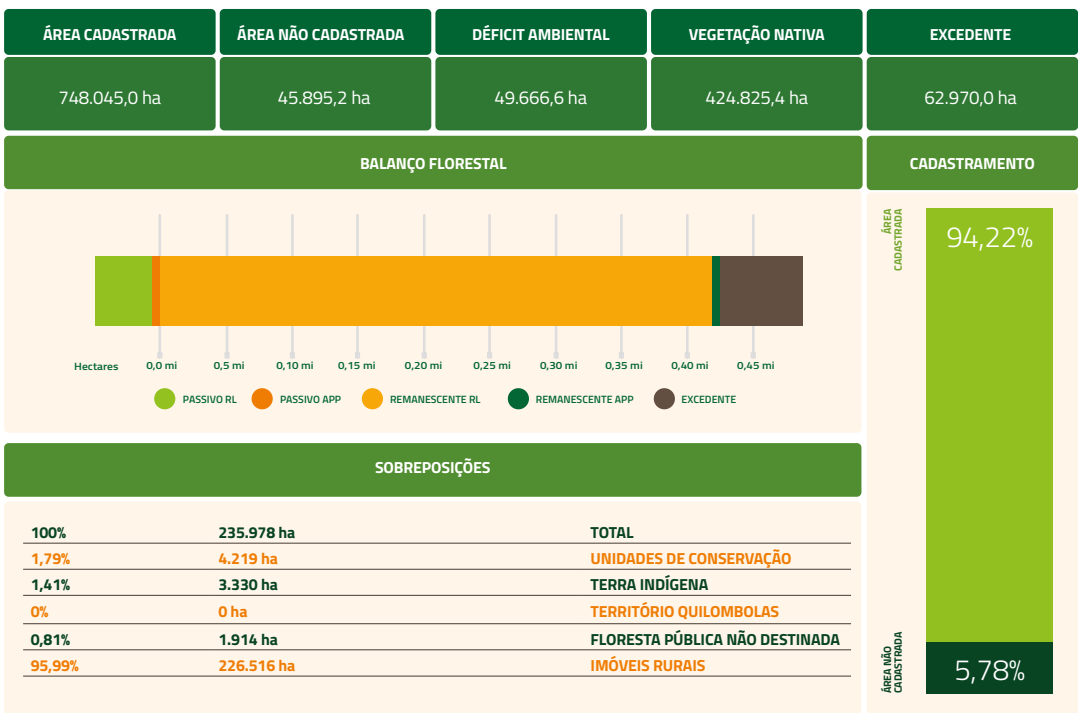 ÁREA CADASTRADA
ÁREA NÃO CADASTRADA
DÉFICIT AMBIENTAL
VEGETAÇÃO NATIVA
EXCEDENTE
748.045,0 ha
45.895,2 ha
49.666,6 ha
424.825,4 ha
62.970,0 ha
BALANÇO FLORESTAL
Hectares
0,0 mi
0,5 mi
0,10 mi
0,15 mi
0,20 mi
0,25 mi
0,30 mi
0,35 mi
0,40 mi
0,45 mi
PASSIVO RL
PASSIVO APP
REMANESCENTE RL
REMANESCENTE APP
EXCEDENTE
CADASTRAMENTO
ÁREA
CADASTRADA
94,22%
ÁREA NÃO
CADASTRADA
5,78%
SOBREPOSIÇÕES
100% 235.978 ha TOTAL
1,79% 4.219 ha UNIDADES DE CONSERVAÇÃO
1,41% 3.330 ha TERRA INDÍGENA
0% 0 ha TERRITÓRIO QUILOMBOLAS
0,81% 1.914 ha FLORESTA PÚBLICA NÃO DESTINADA
95,99% 226.516 ha IMÓVEIS RURAIS